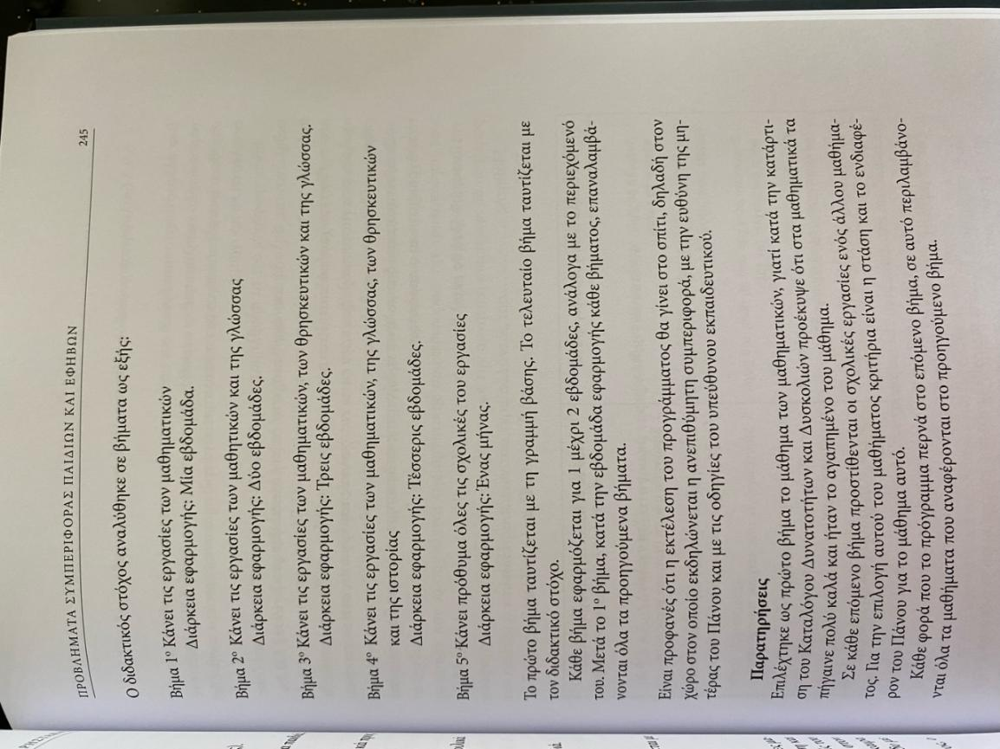 ΠΡΟΒΛΗΜΑΤΑ ΣΥΜΠΕΡΙΦΟΡΑΣ ΠΑΙΔΙΩΝ ΚΑΙ ΕΦΗΒΩΝ 245
Ο διδακτικός στόχος αναλύθηκε σε βήματα ως εξής:
Βήμα 1ο Κάνει τις εργασίες των μαθηματικών
Διάρκεια εφαρμογής: Μία εβδομάδα.
Βήμα 2ο Κάνει τις εργασίες των μαθητικών και της γλώσσας
Διάρκεια εφαρμογής: Δύο εβδομάδες.
Βήμα 3ο Κάνει τις εργασίες των μαθηματικών, των θρησκευτικών και της γλώσσας.
Διάρκεια εφαρμογής: Τρεις εβδομάδες.
Βήμα 4ο Κάνει τις εργασίες των μαθηματικών, της γλώσσας, των θρησκευτικών
και της ιστορίας
Διάρκεια εφαρμογής: Τέσσερις εβδομάδες.
Βήμα 5ο Κάνει πρόθυμα όλες τις σχολικές του εργασίες
Διάρκεια εφαρμογής: Ένας μήνας.
Το πρώτο βήμα ταυτίζεται με τη γραμμή βάσης. Το τελευταίο βήμα ταυτίζεται με
τον διδακτικό στόχο.
Κάθε βήμα εφαρμόζεται για 1 μέχρι 2 εβδομάδες, ανάλογα με το περιεχόμενό
του. Μετά το 1ο βήμα, κατά την εβδομάδα εφαρμογής κάθε βήματος, επαναλαμβά-
νονται όλα τα προηγούμενα βήματα.
Είναι προφανές ότι η εκτέλεση του προγράμματος θα γίνει στο σπίτι, δηλαδή στον
χώρο στον οποίο εκδηλώνεται η ανεπιθύμητη συμπεριφορά, με την ευθύνη της μη-
τέρας του Πάνου και με τις οδηγίες του υπεύθυνου εκπαιδευτικού.
Παρατηρήσεις
Επιλέχτηκε ως πρώτο βήμα το μάθημα των μαθηματικών, γιατί κατά την κατάρτι-
ση του Καταλόγου Δυνατοτήτων και Δυσκολιών προέκυψε ότι στα μαθηματικά τα
πήγαινε πολύ καλά και ήταν το αγαπημένο του μάθημα.
Σε κάθε επόμενο βήμα προστίθενται οι σχολικές εργασίες ενός άλλου μαθήμα-
τος. Για την επιλογή αυτού του μαθήματος κριτήρια είναι η στάση και το ενδιαφέ-
ρον του Πάνου για το μάθημα αυτό.
Κάθε φορά που το πρόγραμμα περνά στο επόμενο βήμα, σε αυτό περιλαμβάνο-
νται όλα τα μαθήματα που αναφέρονται στο προηγούμενο βήμα.